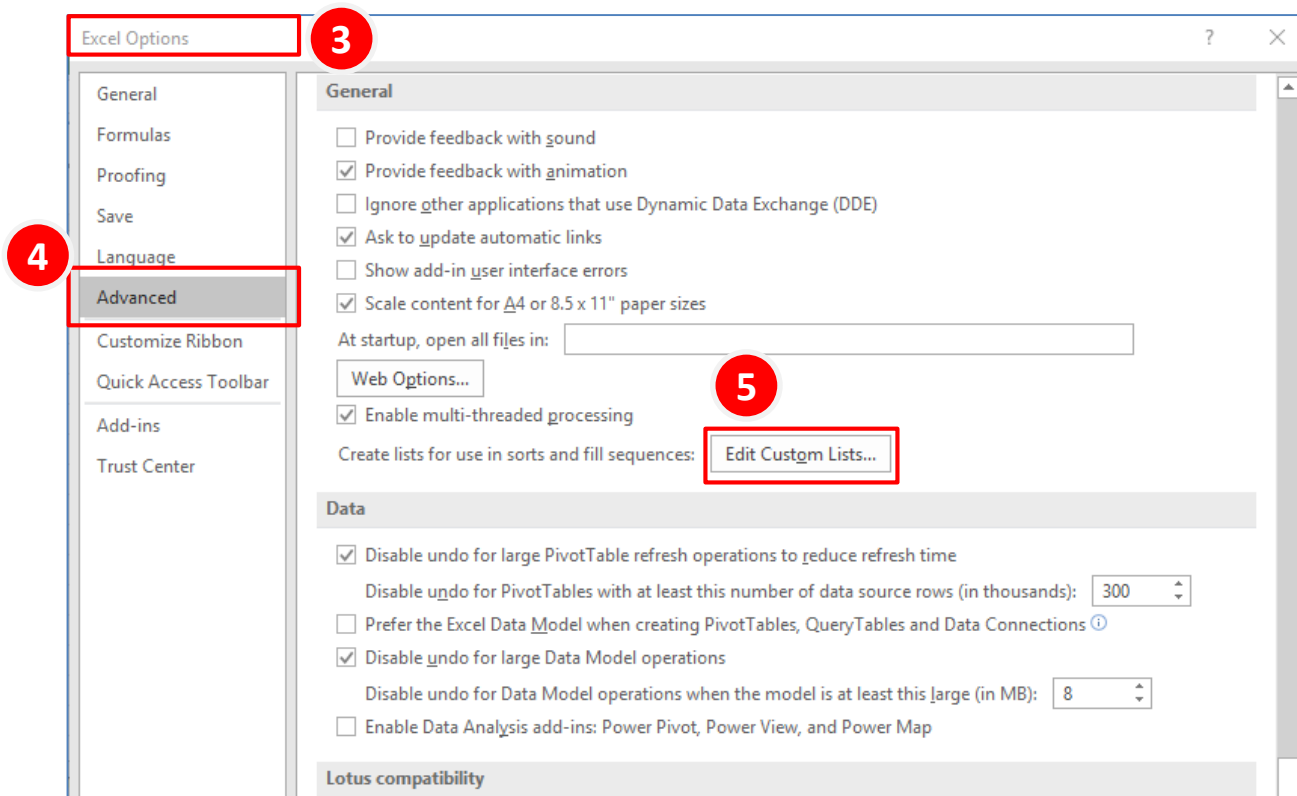 Excel Options
3
?
General
Formulas
Proofing
Save
4
Language
Advanced
Customize Ribbon
Quick Access Toolbar
Add-ins
Trust Center
General
Provide feedback with sound
Provide feedback with animation
Ignore other applications that use Dynamic Data Exchange (DDE)
Ask to update automatic links
Show add-in user interface errors
Scale content for A4 or 8.5 x 11" paper sizes
At startup, open all files in:
Web Options...
5
Enable multi-threaded processing
Create lists for use in sorts and fill sequences: Edit Custom Lists...
Data
Disable undo for large PivotTable refresh operations to reduce refresh time
Disable undo for PivotTables with at least this number of data source rows (in thousands): 300
Prefer the Excel Data Model when creating PivotTables, QueryTables and Data Connections
Disable undo for large Data Model operations
Disable undo for Data Model operations when the model is at least this large (in MB): 8
Enable Data Analysis add-ins: Power Pivot, Power View, and Power Map
Lotus compatibility